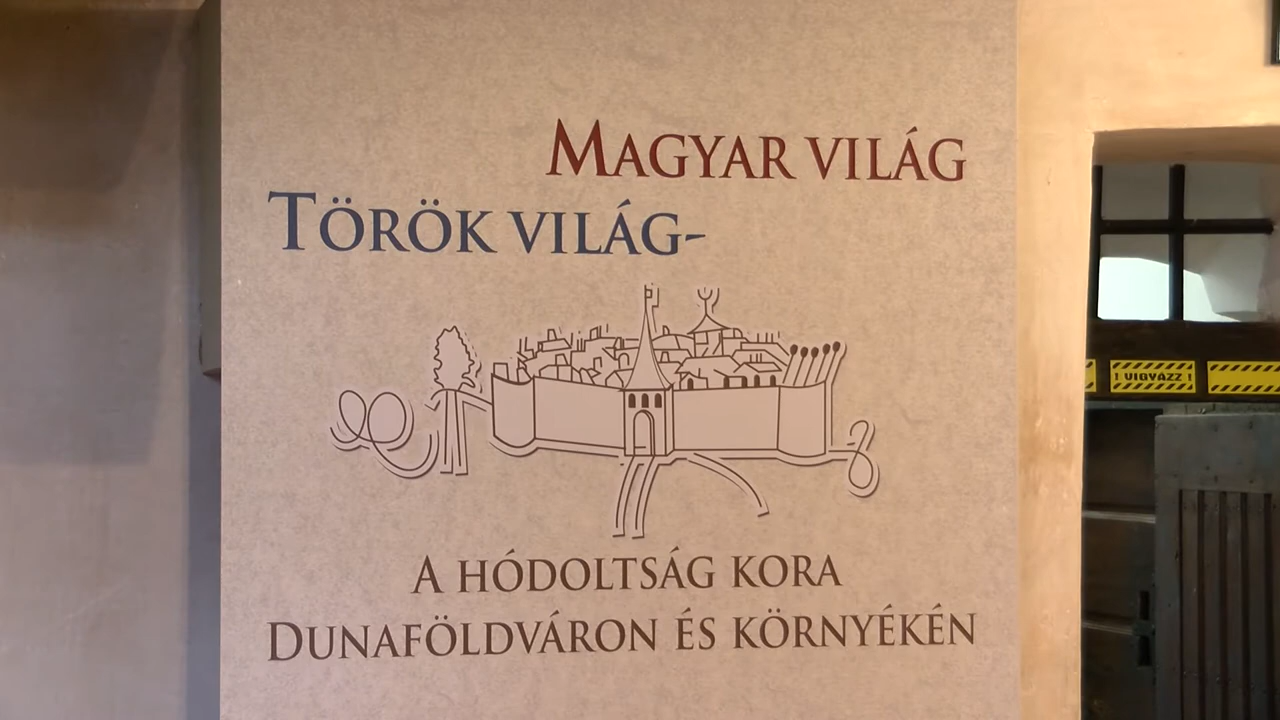 MAGYAR VILÁG
TÖRÖK VILÁG-
A HÓDOLTSÁG KORA
DUNAFÖLDVÁRON ÉS KÖRNYÉKÉN
! VIGYÁZZ !